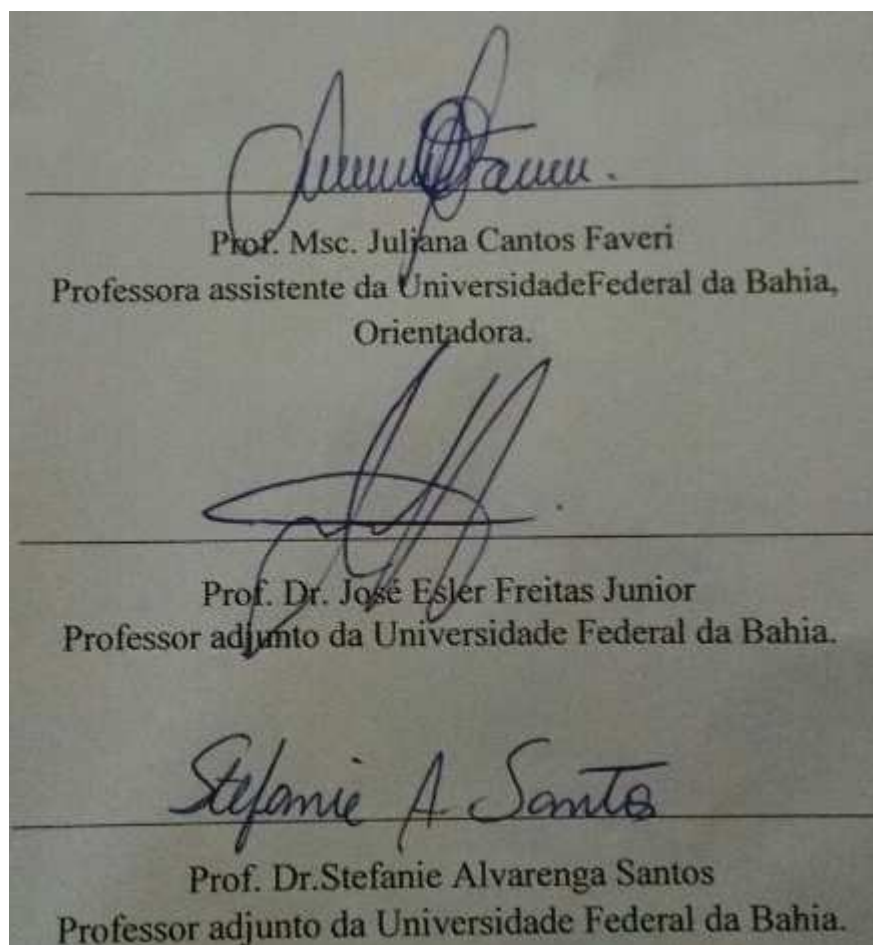 Prof. Msc. Juliana Cantos Faveri
Professora assistente da UniversidadeFederal da Bahia,
Orientadora.
Prof. Dr. José Esler Freitas Junior
Professor adjunto da Universidade Federal da Bahia.
Stefanie A. Santos
Prof. Dr.Stefanie Alvarenga Santos
Professor adjunto da Universidade Federal da Bahia.